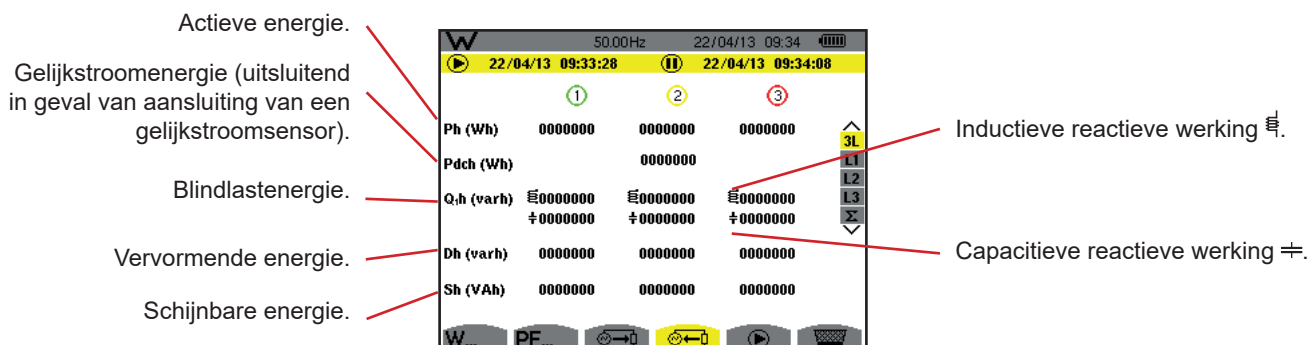 Actieve energie.
Gelijkstroomenergie (uitsluitend
in geval van aansluiting van een
gelijkstroomsensor).
Blindlastenergie.
Vervormende energie.
Schijnbare energie.
W 50.00Hz 22/04/13 09:34
22/04/13 09:33:28 22/04/13 09:34:08
1 2 3
Ph (Wh) 0000000 0000000 0000000
Pdch (Wh) 0000000
Q₁h (varh) 0000000 0000000 0000000
0000000 0000000 0000000
Dh (varh) 0000000 0000000 0000000
Sh (VAh) 0000000 0000000 0000000
3L
L1
L2
L3
Σ
W... PF...
Inductieve reactieve werking .
Capacitieve reactieve werking .